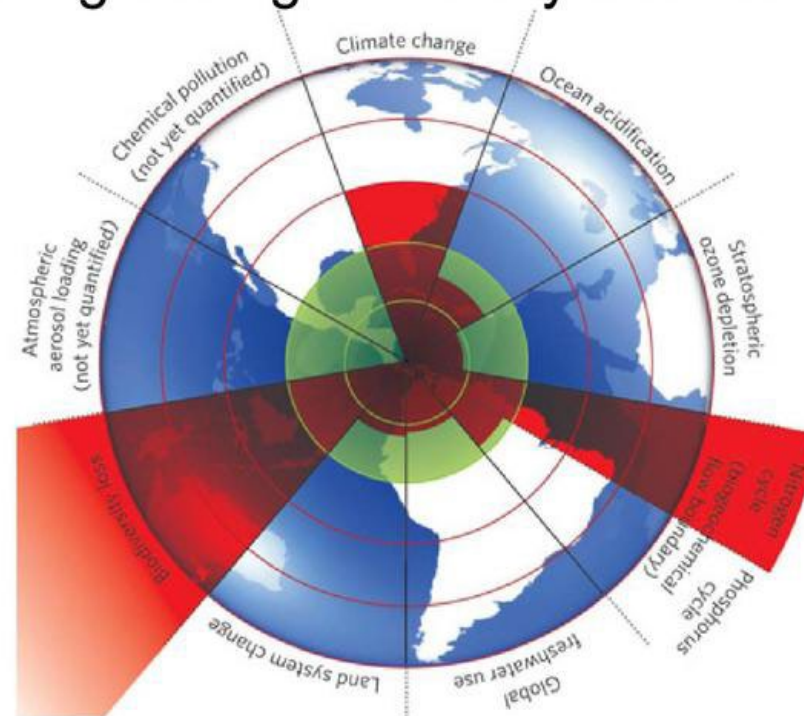 Climate change
Ocean acidification
Stratospheric
ozone depletion
Nitrogen
cycle
(biogeochemical
flow boundary)
Phosphorus
cycle
Global
freshwater use
Land system change
Biodiversity loss
Atmospheric
aerosol loading
(not yet quantified)
Chemical pollution
(not yet quantified)